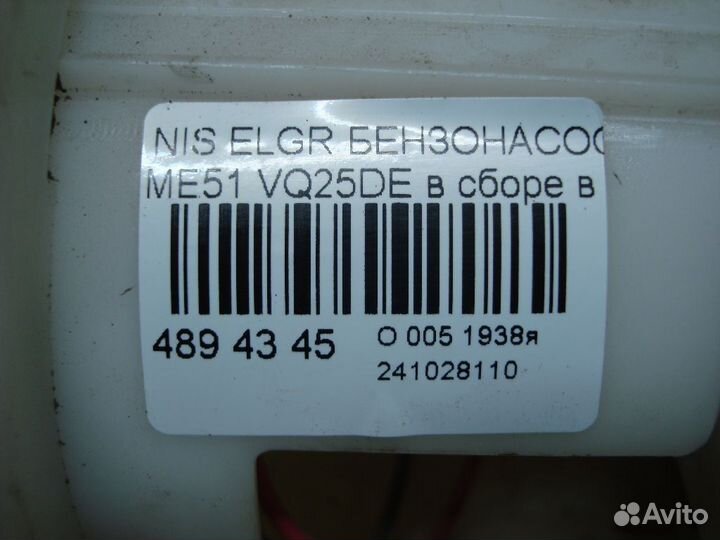 NIS ELGR БЕНЗОНАСОС
ME51 VQ25DE в сборе в
489 43 45
О 005 1938я
241028110
Avito